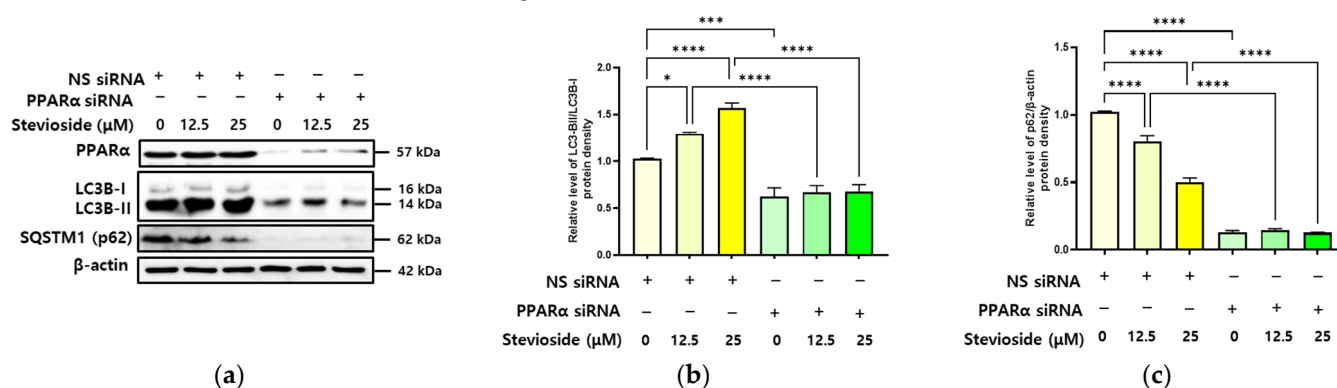 NS siRNA + + + – – –
PPARα siRNA – – – + + +
Stevioside (μM) 0 12.5 25 0 12.5 25
PPARα 57 kDa
LC3B-I 16 kDa
LC3B-II 14 kDa
SQSTM1 (p62) 62 kDa
β-actin 42 kDa
(a)
Relative level of LC3-BII/LC3B-I
protein density
2.0
1.5
1.0
0.5
0.0
***
**** ****
* ****
NS siRNA + + + – – –
PPARα siRNA – – – + + +
Stevioside (μM) 0 12.5 25 0 12.5 25
(b)
Relative level of p62/β-actin
protein density
1.5
1.0
0.5
0.0
****
**** ****
**** ****
NS siRNA + + + – – –
PPARα siRNA – – – + + +
Stevioside (μM) 0 12.5 25 0 12.5 25
(c)